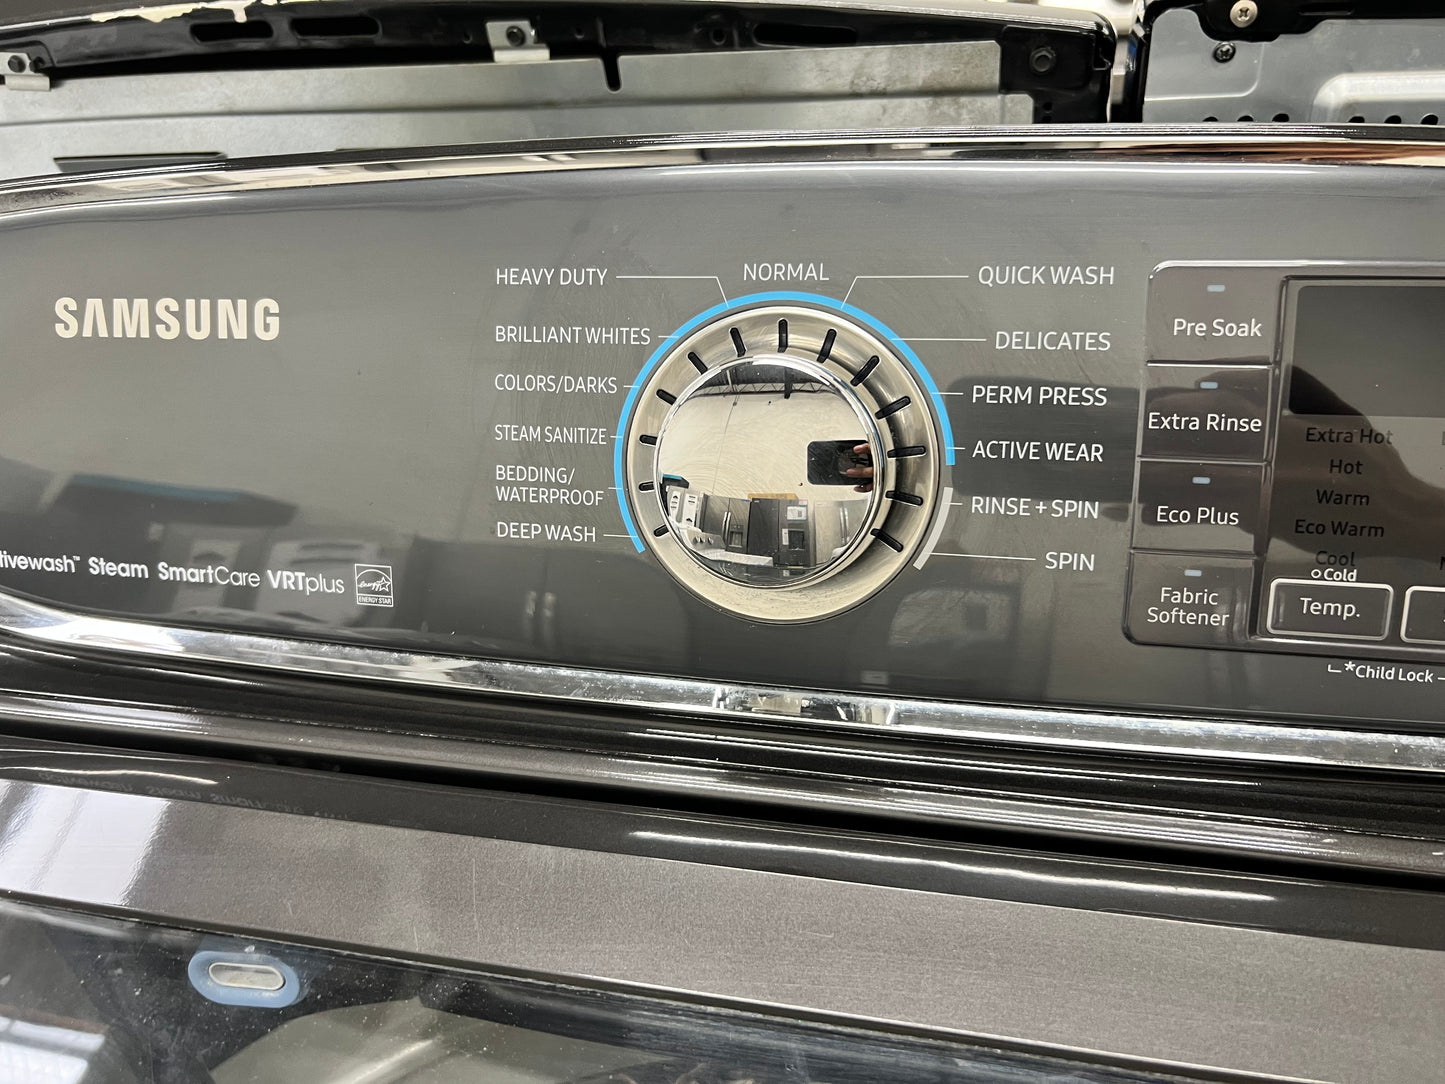 SAMSUNG
HEAVY DUTY
BRILLIANT WHITES
COLORS/DARKS
STEAM SANITIZE
BEDDING/
WATERPROOF
DEEP WASH
NORMAL
QUICK WASH
DELICATES
PERM PRESS
ACTIVE WEAR
RINSE + SPIN
SPIN
tivewash™ Steam SmartCare VRTplus
ENERGY STAR
Pre Soak
Extra Rinse
Eco Plus
Fabric
Softener
Extra Hot
Hot
Warm
Eco Warm
Cool
Cold
Temp.
*Child Lock